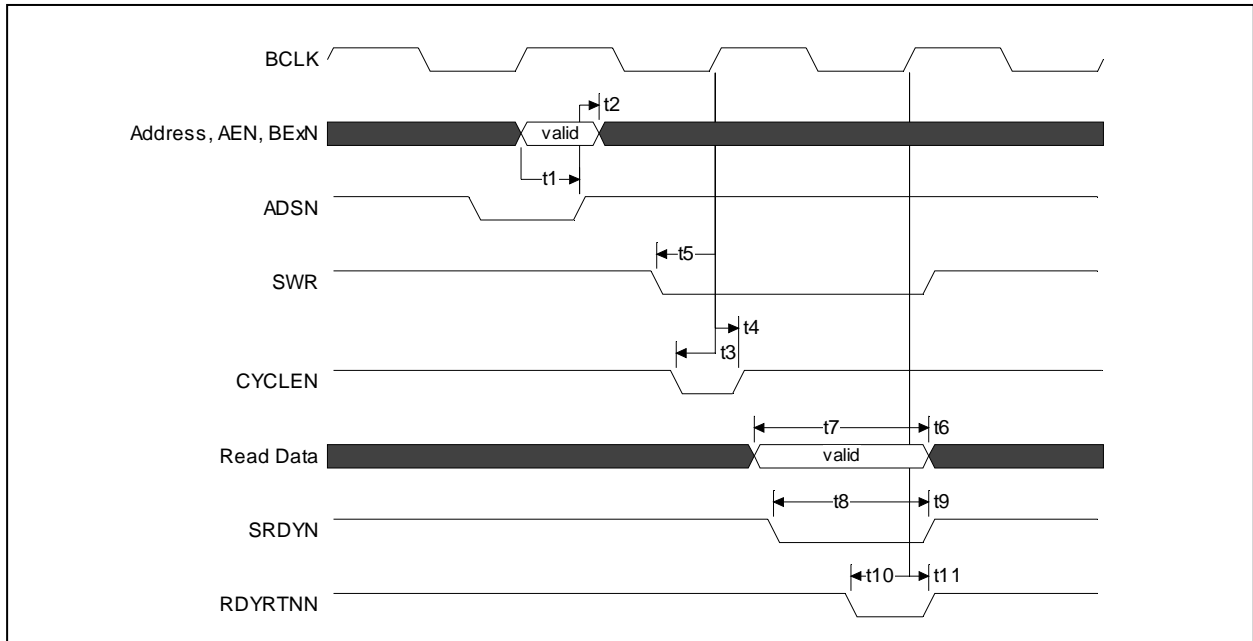 BCLK
t2
Address, AEN, BExN
valid
t1
ADSN
t5
SWR
t4
t3
CYCLEN
t7
t6
Read Data
valid
t8
t9
SRDYN
t10
t11
RDYRTNN